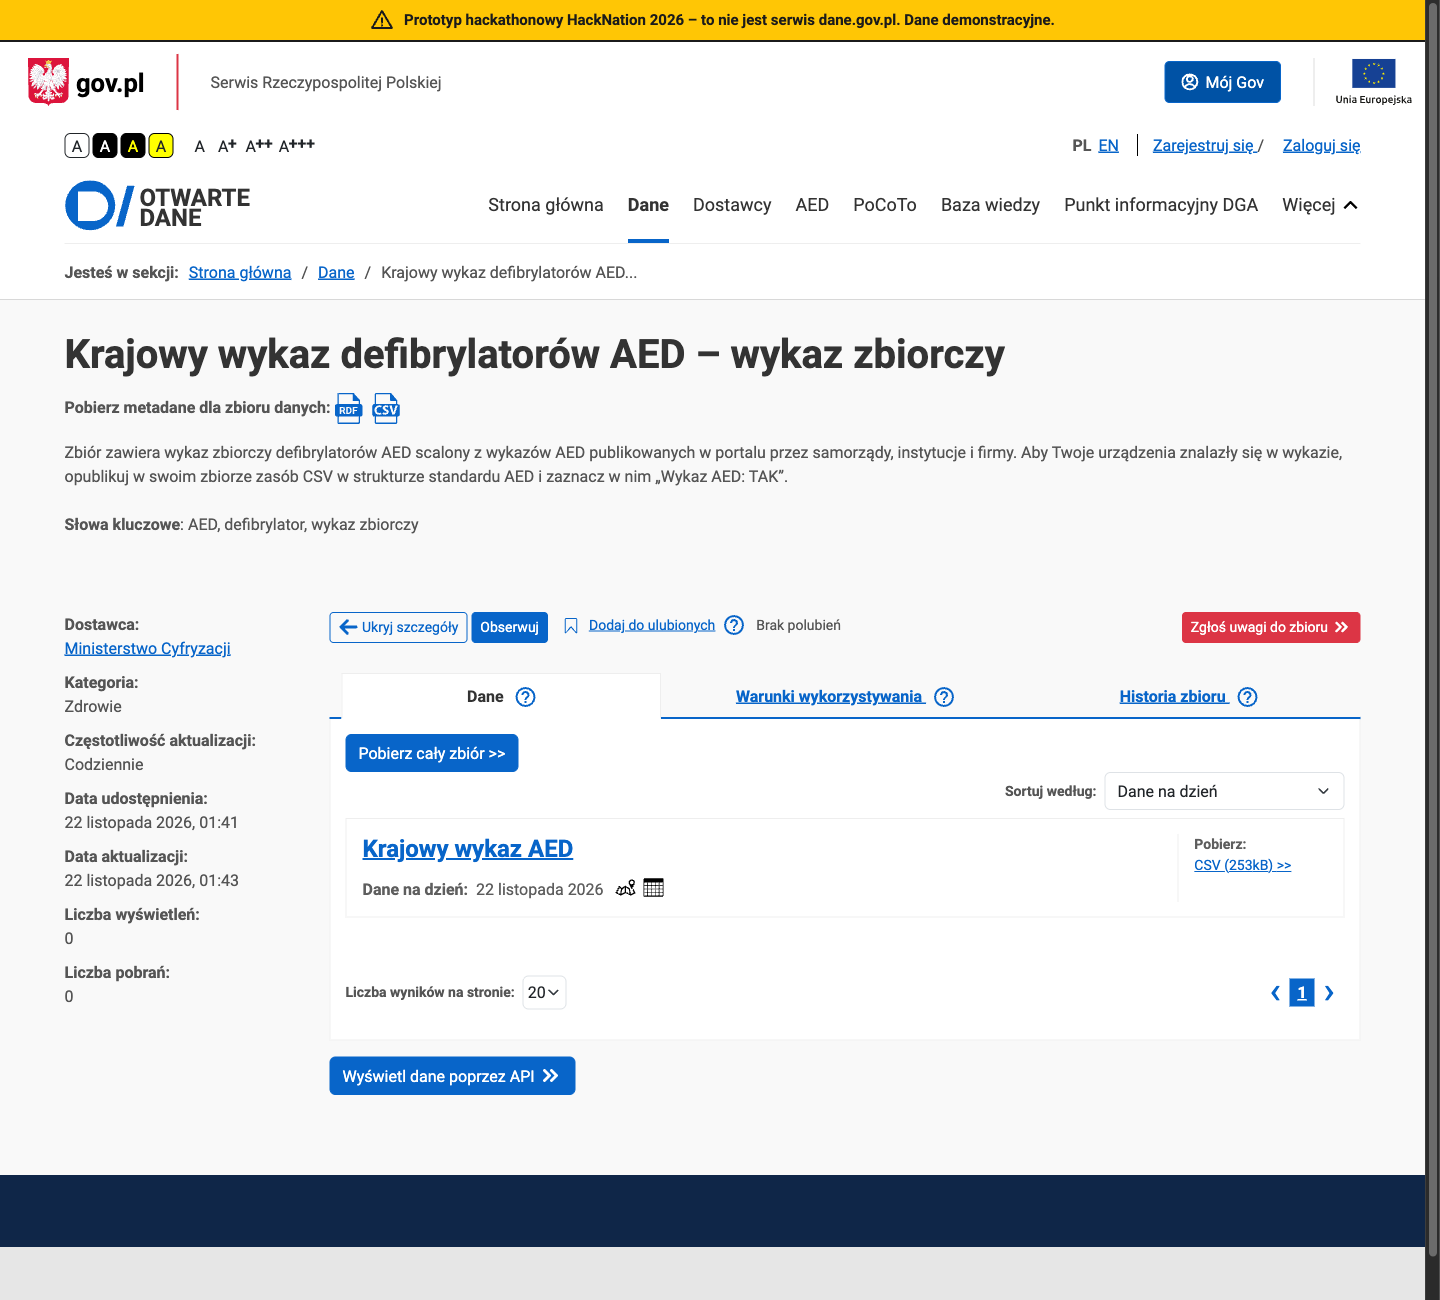 Prototyp hackathonowy HackNation 2026 – to nie jest serwis dane.gov.pl. Dane demonstracyjne.
gov.pl
Serwis Rzeczypospolitej Polskiej
Mój Gov
Unia Europejska
A A A A A A+ A++ A+++
PL EN
Zarejestruj się / Zaloguj się
OTWARTE
DANE
Strona główna Dane Dostawcy AED PoCoTo Baza wiedzy Punkt informacyjny DGA Więcej
Jesteś w sekcji: Strona główna / Dane / Krajowy wykaz defibrylatorów AED...
Krajowy wykaz defibrylatorów AED – wykaz zbiorczy
Pobierz metadane dla zbioru danych: RDF CSV
Zbiór zawiera wykaz zbiorczy defibrylatorów AED scalony z wykazów AED publikowanych w portalu przez samorządy, instytucje i firmy. Aby Twoje urządzenia znalazły się w wykazie,
opublikuj w swoim zbiorze zasób CSV w strukturze standardu AED i zaznacz w nim „Wykaz AED: TAK”.
Słowa kluczowe: AED, defibrylator, wykaz zbiorczy
Dostawca:
Ministerstwo Cyfryzacji
Kategoria:
Zdrowie
Częstotliwość aktualizacji:
Codziennie
Data udostępnienia:
22 listopada 2026, 01:41
Data aktualizacji:
22 listopada 2026, 01:43
Liczba wyświetleń:
0
Liczba pobrań:
0
Ukryj szczegóły Obserwuj Dodaj do ulubionych ? Brak polubień
Zgłoś uwagi do zbioru
Dane ? Warunki wykorzystywania ? Historia zbioru ?
Pobierz cały zbiór >>
Sortuj według: Dane na dzień
Krajowy wykaz AED
Dane na dzień: 22 listopada 2026
Pobierz:
CSV (253kB) >>
Liczba wyników na stronie: 20
1
Wyświetl dane poprzez API